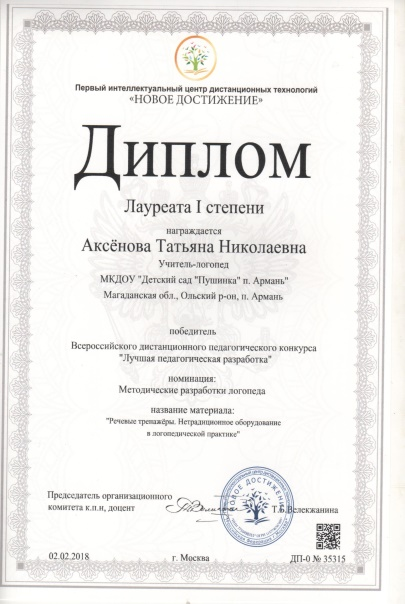 Первый интеллектуальный центр дистанционных технологий
«НОВОЕ ДОСТИЖЕНИЕ»
Диплом
Лауреата I степени
награждается
Аксёнова Татьяна Николаевна
Учитель-логопед
МКДОУ "Детский сад "Пушинка" п. Армань"
Магаданская обл., Ольский р-он, п. Армань
победитель
Всероссийского дистанционного педагогического конкурса
"Лучшая педагогическая разработка"
номинация:
Методические разработки логопеда
название материала:
"Речевые тренажёры. Нетрадиционное оборудование
в логопедической практике"
Председатель организационного
комитета к.п.н, доцент
НОВОЕ ДОСТИЖЕНИЕ
Т.Б.Велекжанина
02.02.2018
г. Москва
ДП-0 № 35315